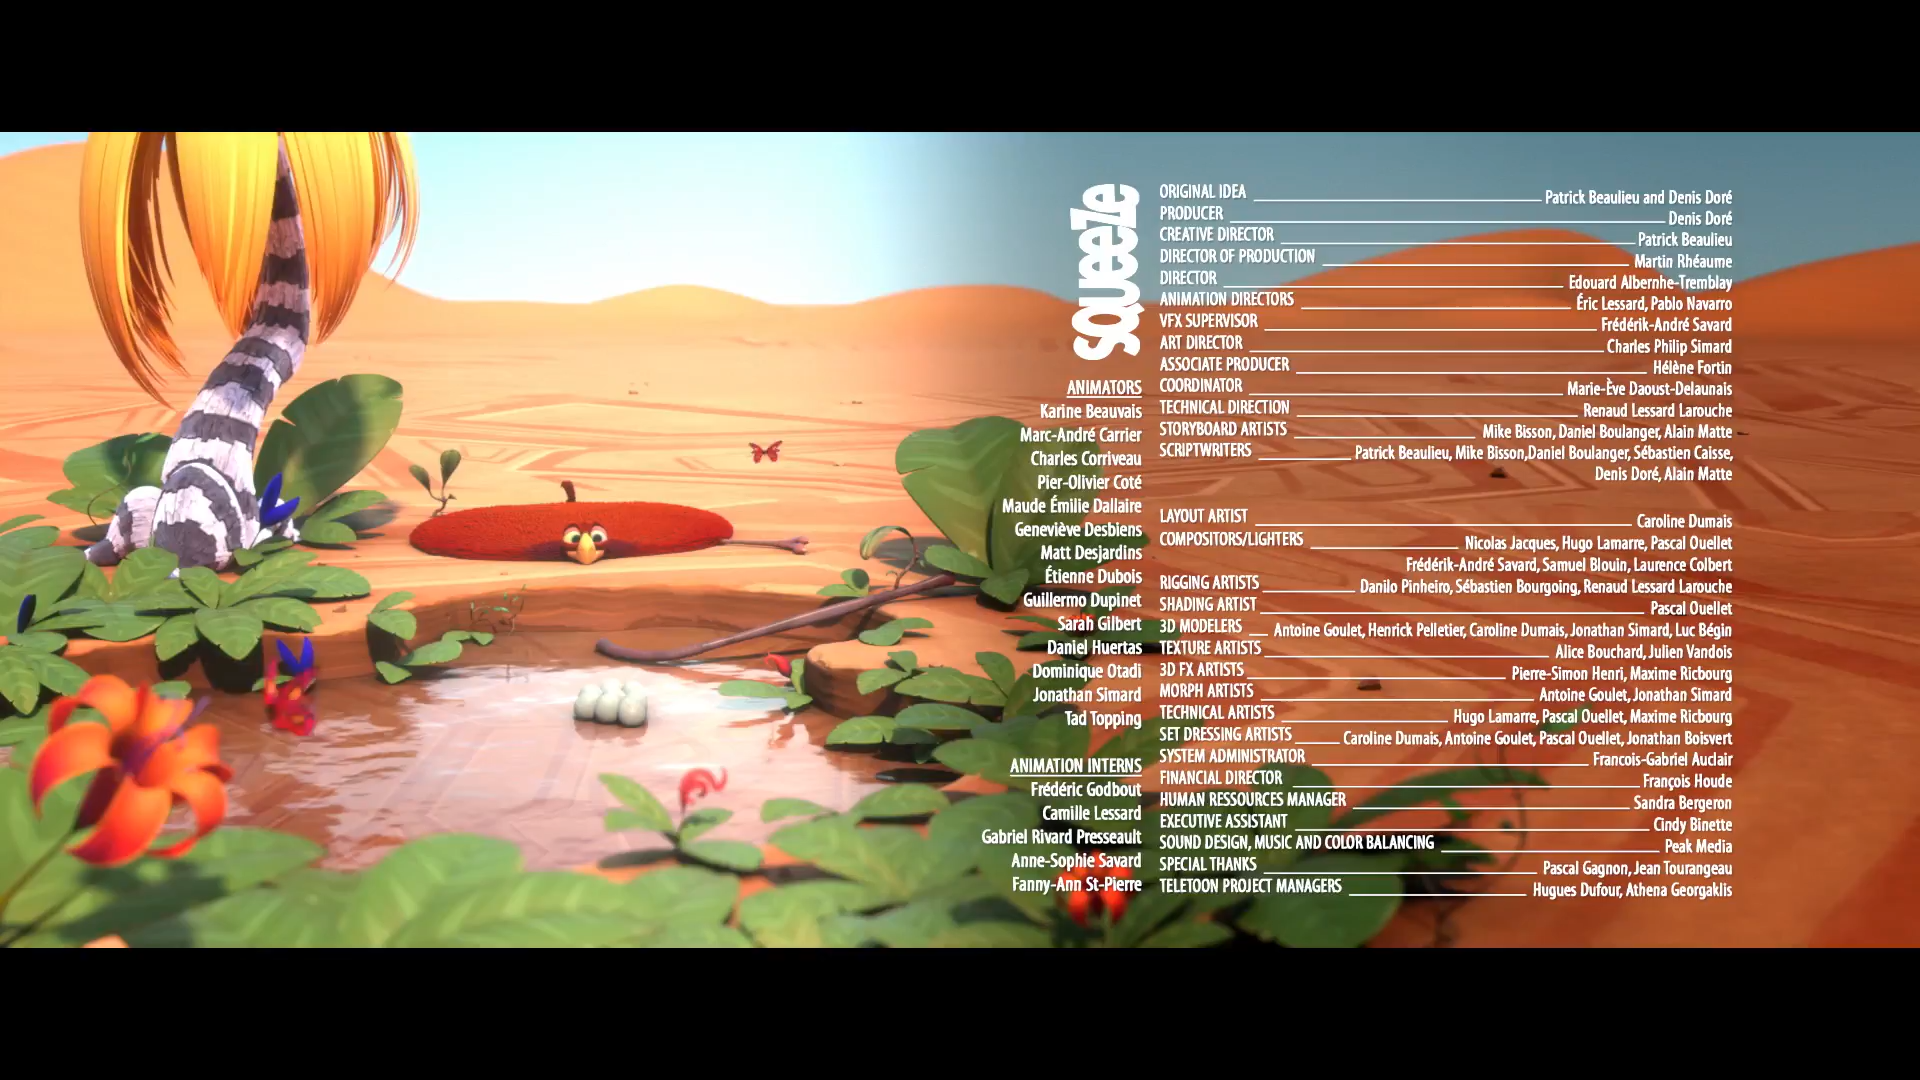 squeeze
ANIMATORS
Karine Beauvais
Marc-André Carrier
Charles Corriveau
Pier-Olivier Coté
Maude Émilie Dallaire
Geneviève Desbiens
Matt Desjardins
Étienne Dubois
Guillermo Dupinet
Sarah Gilbert
Daniel Huertas
Dominique Otadi
Jonathan Simard
Tad Topping
ANIMATION INTERNS
Frédéric Godbout
Camille Lessard
Gabriel Rivard Presseault
Anne-Sophie Savard
Fanny-Ann St-Pierre
ORIGINAL IDEA Patrick Beaulieu and Denis Doré
PRODUCER Denis Doré
CREATIVE DIRECTOR Patrick Beaulieu
DIRECTOR OF PRODUCTION Martin Rhéaume
DIRECTOR Edouard Albernhe-Tremblay
ANIMATION DIRECTORS Éric Lessard, Pablo Navarro
VFX SUPERVISOR Frédérik-André Savard
ART DIRECTOR Charles Philip Simard
ASSOCIATE PRODUCER Hélène Fortin
COORDINATOR Marie-Ève Daoust-Delaunais
TECHNICAL DIRECTION Renaud Lessard Larouche
STORYBOARD ARTISTS Mike Bisson, Daniel Boulanger, Alain Matte
SCRIPTWRITERS Patrick Beaulieu, Mike Bisson,Daniel Boulanger, Sébastien Caisse,
Denis Doré, Alain Matte
LAYOUT ARTIST Caroline Dumais
COMPOSITORS/LIGHTERS Nicolas Jacques, Hugo Lamarre, Pascal Ouellet
Frédérik-André Savard, Samuel Blouin, Laurence Colbert
RIGGING ARTISTS Danilo Pinheiro, Sébastien Bourgoing, Renaud Lessard Larouche
SHADING ARTIST Pascal Ouellet
3D MODELERS Antoine Goulet, Henrick Pelletier, Caroline Dumais, Jonathan Simard, Luc Bégin
TEXTURE ARTISTS Alice Bouchard, Julien Vandois
3D FX ARTISTS Pierre-Simon Henri, Maxime Ricbourg
MORPH ARTISTS Antoine Goulet, Jonathan Simard
TECHNICAL ARTISTS Hugo Lamarre, Pascal Ouellet, Maxime Ricbourg
SET DRESSING ARTISTS Caroline Dumais, Antoine Goulet, Pascal Ouellet, Jonathan Boisvert
SYSTEM ADMINISTRATOR Francois-Gabriel Auclair
FINANCIAL DIRECTOR François Houde
HUMAN RESSOURCES MANAGER Sandra Bergeron
EXECUTIVE ASSISTANT Cindy Binette
SOUND DESIGN, MUSIC AND COLOR BALANCING Peak Media
SPECIAL THANKS Pascal Gagnon, Jean Tourangeau
TELETOON PROJECT MANAGERS Hugues Dufour, Athena Georgaklis